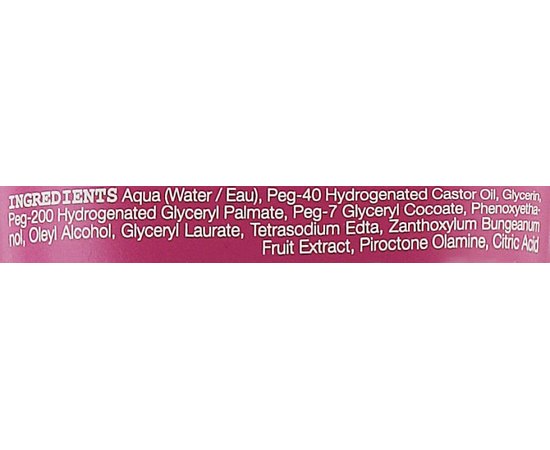 INGREDIENTS Aqua (Water / Eau), Peg-40 Hydrogenated Castor Oil, Glycerin,
Peg-200 Hydrogenated Glyceryl Palmate, Peg-7 Glyceryl Cocoate, Phenoxyetha-
nol, Oleyl Alcohol, Glyceryl Laurate, Tetrasodium Edta, Zanthoxylum Bungeanum
Fruit Extract, Piroctone Olamine, Citric Acid